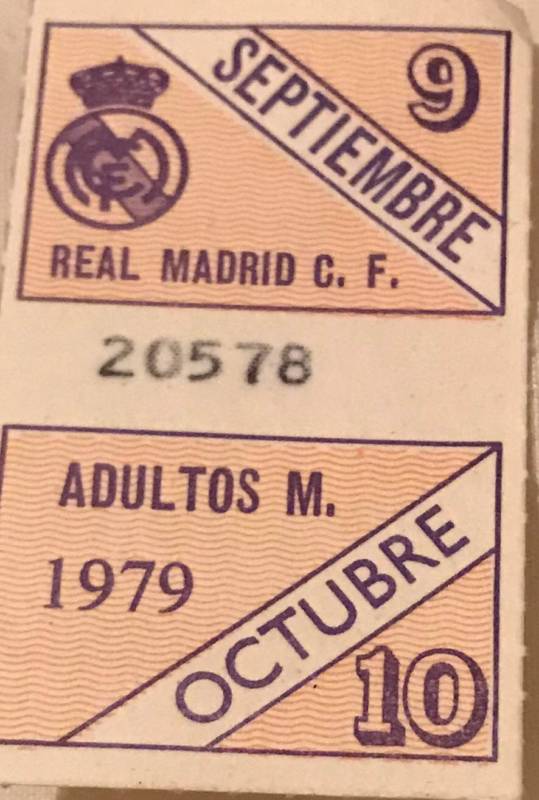 SEPTIEMBRE
9
REAL MADRID C. F.
20578
ADULTOS M.
1979
OCTUBRE
10